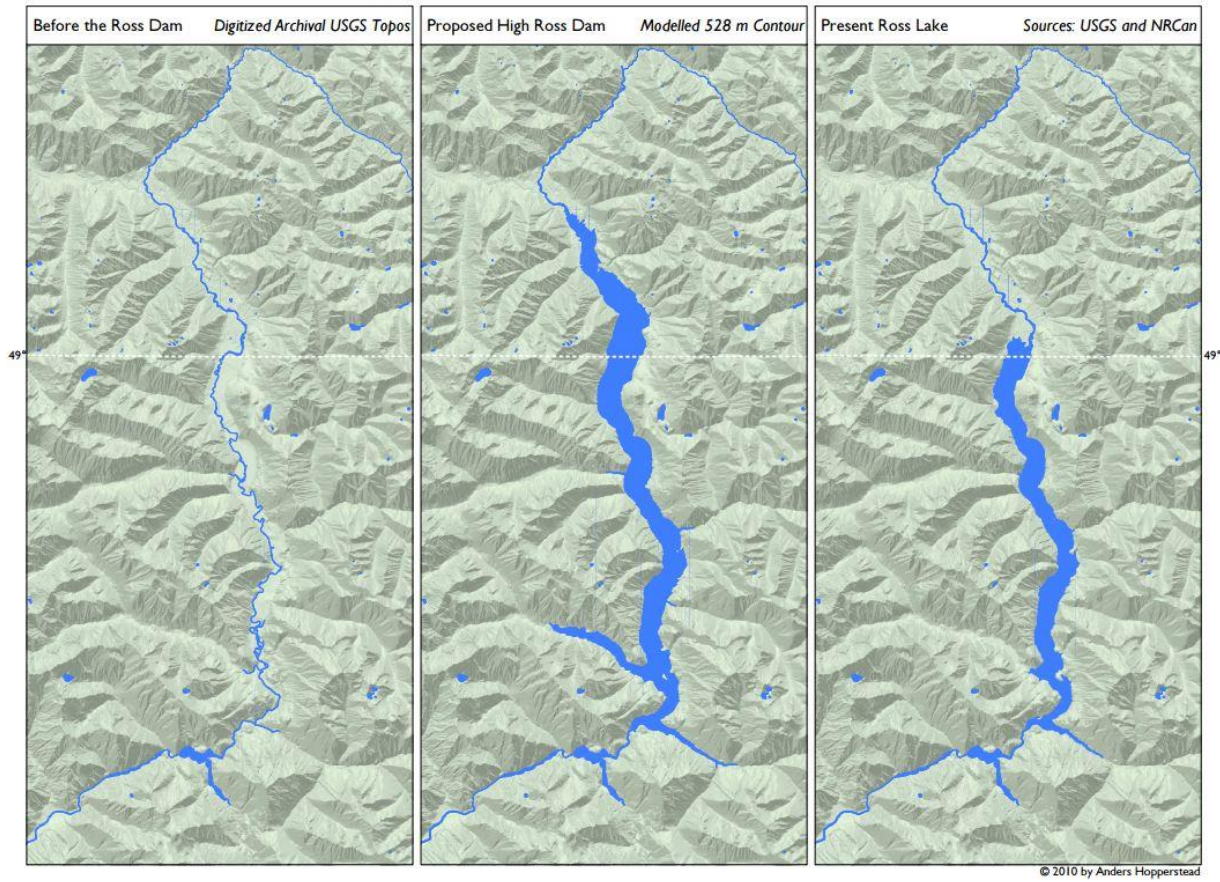 Before the Ross Dam Digitized Archival USGS Topos
Proposed High Ross Dam Modelled 528 m Contour
Present Ross Lake Sources: USGS and NRCan
49°
49°
© 2010 by Anders Hopperstead